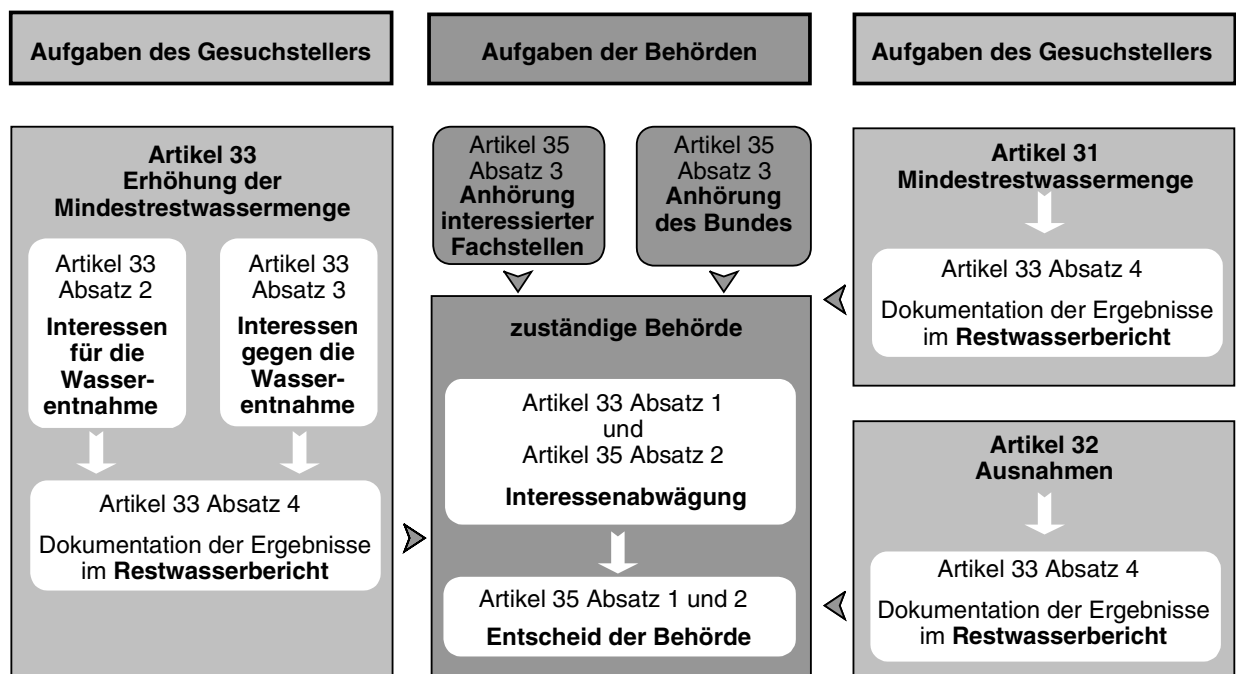 Aufgaben des Gesuchstellers
Aufgaben der Behörden
Aufgaben des Gesuchstellers
Artikel 33
Erhöhung der
Mindestrestwassermenge
Artikel 33
Absatz 2
Interessen
für die
Wasser-
entnahme
Artikel 33
Absatz 3
Interessen
gegen die
Wasser-
entnahme
Artikel 33 Absatz 4
Dokumentation der Ergebnisse
im Restwasserbericht
Artikel 35
Absatz 3
Anhörung
interessierter
Fachstellen
Artikel 35
Absatz 3
Anhörung
des Bundes
zuständige Behörde
Artikel 33 Absatz 1
und
Artikel 35 Absatz 2
Interessenabwägung
Artikel 35 Absatz 1 und 2
Entscheid der Behörde
Artikel 31
Mindestrestwassermenge
Artikel 33 Absatz 4
Dokumentation der Ergebnisse
im Restwasserbericht
Artikel 32
Ausnahmen
Artikel 33 Absatz 4
Dokumentation der Ergebnisse
im Restwasserbericht